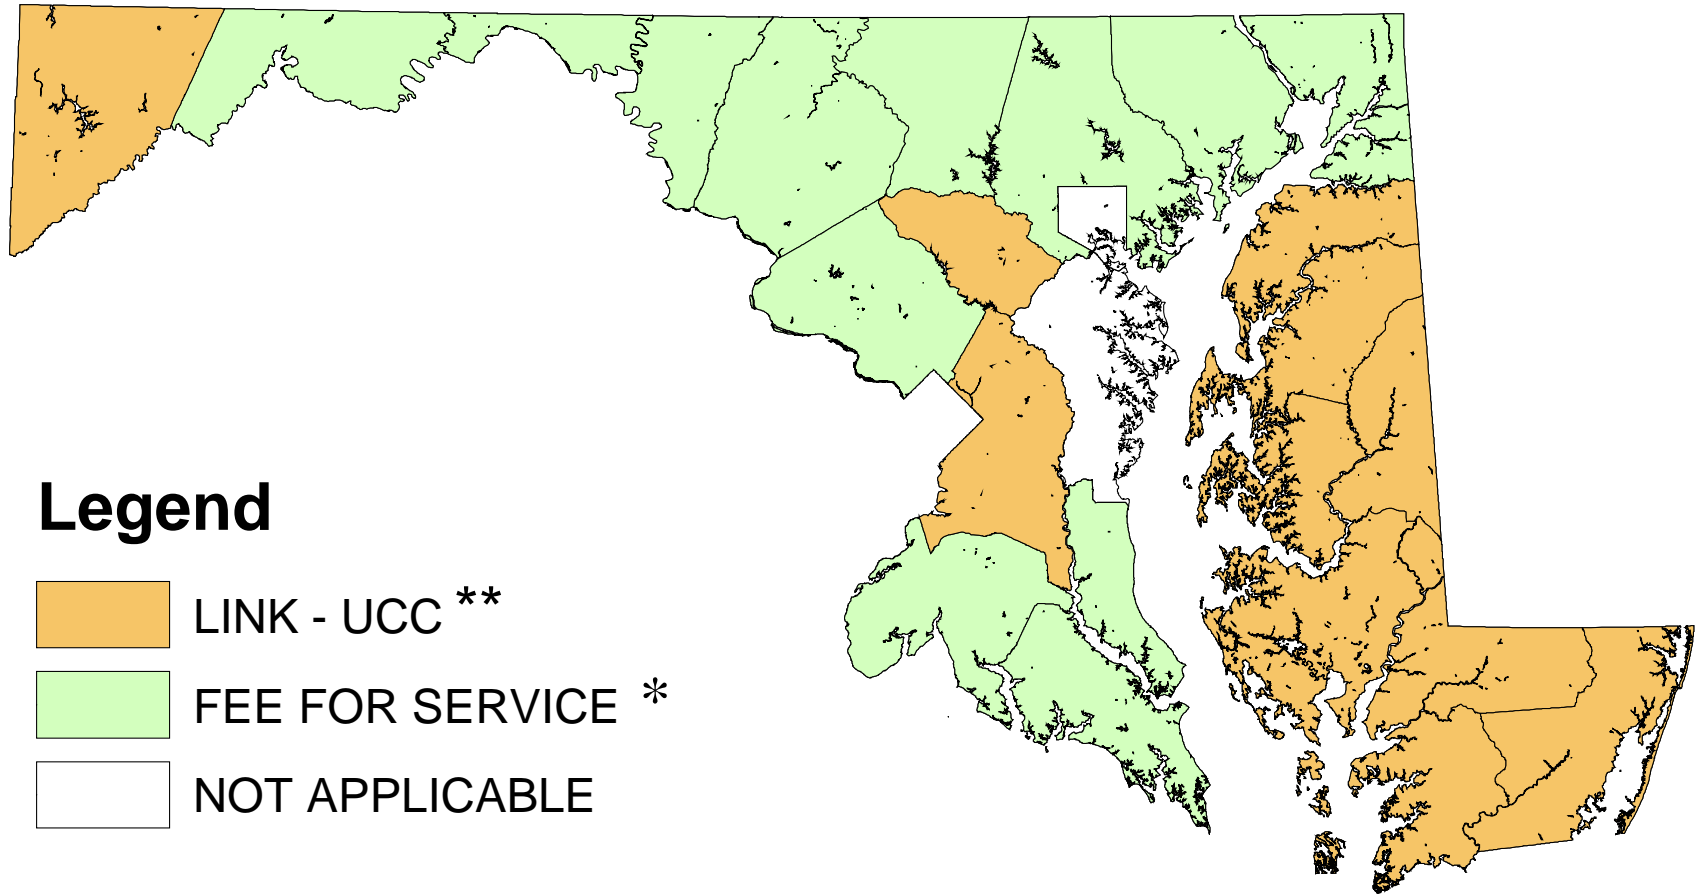 Legend
LINK - UCC **
FEE FOR SERVICE *
NOT APPLICABLE